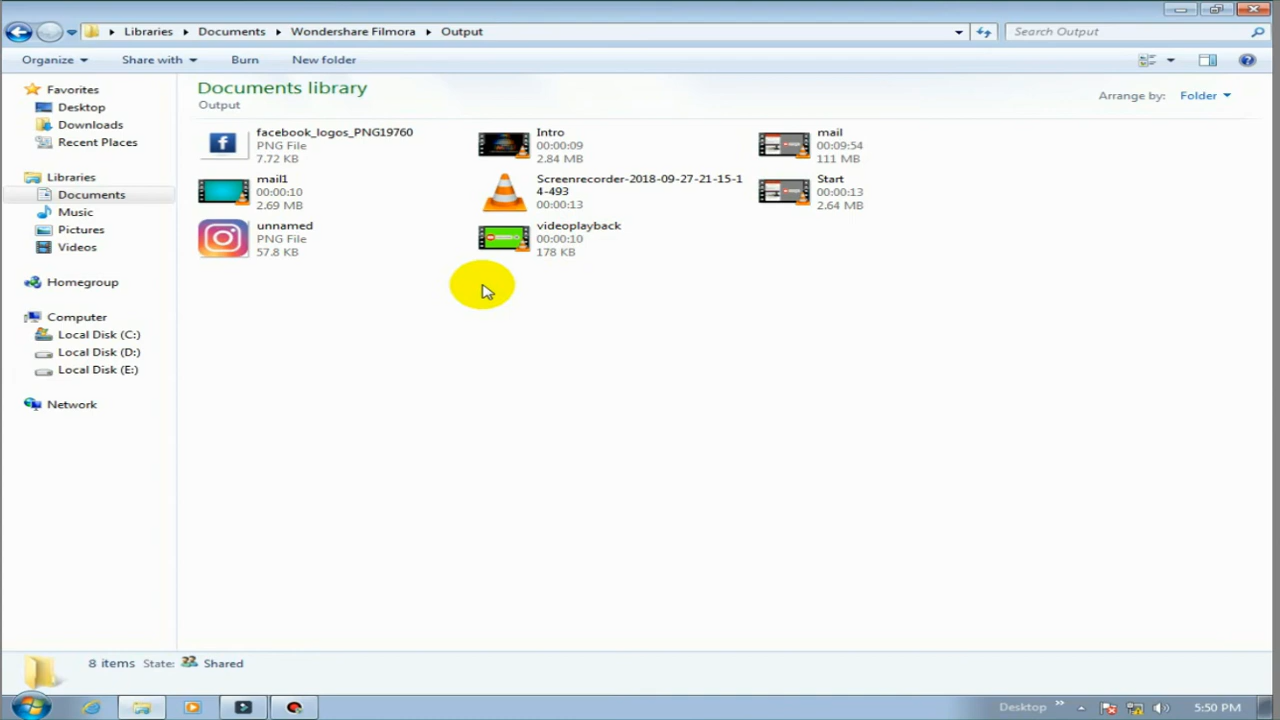 Libraries
Documents
Wondershare Filmora
Output
Search Output
Organize
Share with
Burn
New folder
Favorites
Desktop
Downloads
Recent Places
Libraries
Documents
Music
Pictures
Videos
Homegroup
Computer
Local Disk (C:)
Local Disk (D:)
Local Disk (E:)
Network
Documents library
Output
Arrange by: Folder
facebook_logos_PNG19760
PNG File
7.72 KB
Intro
00:00:09
2.84 MB
mail
00:09:54
111 MB
mail1
00:00:10
2.69 MB
Screenrecorder-2018-09-27-21-15-1
4-493
00:00:13
Start
00:00:13
2.64 MB
unnamed
PNG File
57.8 KB
videoplayback
00:00:10
178 KB
8 items State: Shared
Desktop
5:50 PM